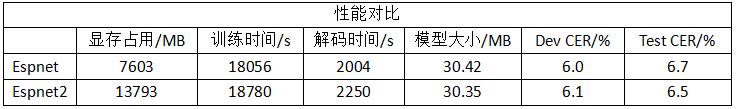 性能对比
显存占用/MB 训练时间/s 解码时间/s 模型大小/MB Dev CER/% Test CER/%
Espnet 7603 18056 2004 30.42 6.0 6.7
Espnet2 13793 18780 2250 30.35 6.1 6.5